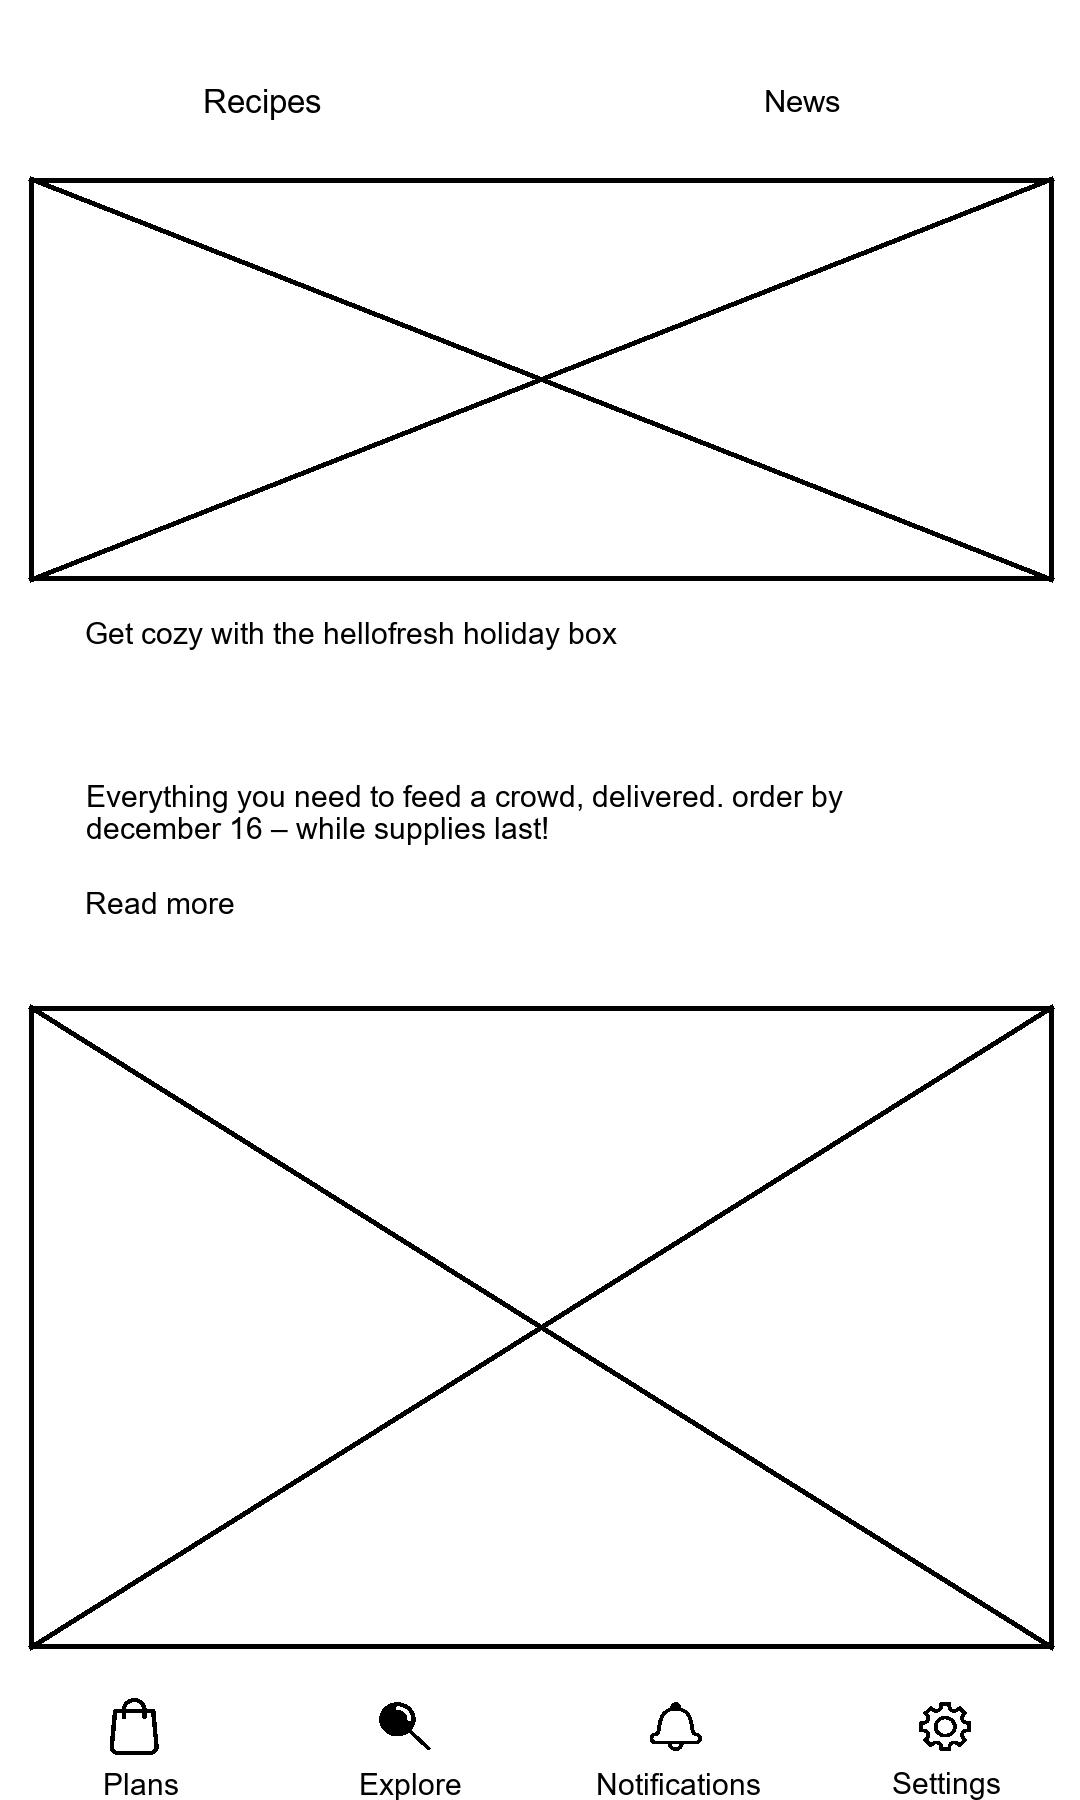 Recipes
News
Get cozy with the hellofresh holiday box
Everything you need to feed a crowd, delivered. order by
december 16 – while supplies last!
Read more
Plans
Explore
Notifications
Settings